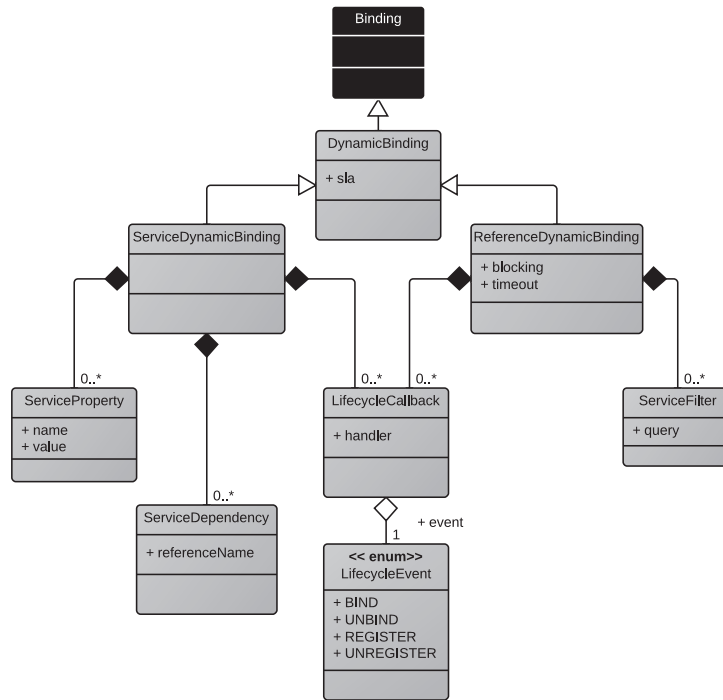 Binding
DynamicBinding
+ sla
ServiceDynamicBinding
ReferenceDynamicBinding
+ blocking
+ timeout
0..*
0..*
0..*
0..*
ServiceProperty
+ name
+ value
LifecycleCallback
+ handler
ServiceFilter
+ query
0..*
ServiceDependency
+ referenceName
+ event
1
<< enum>>
LifecycleEvent
+ BIND
+ UNBIND
+ REGISTER
+ UNREGISTER